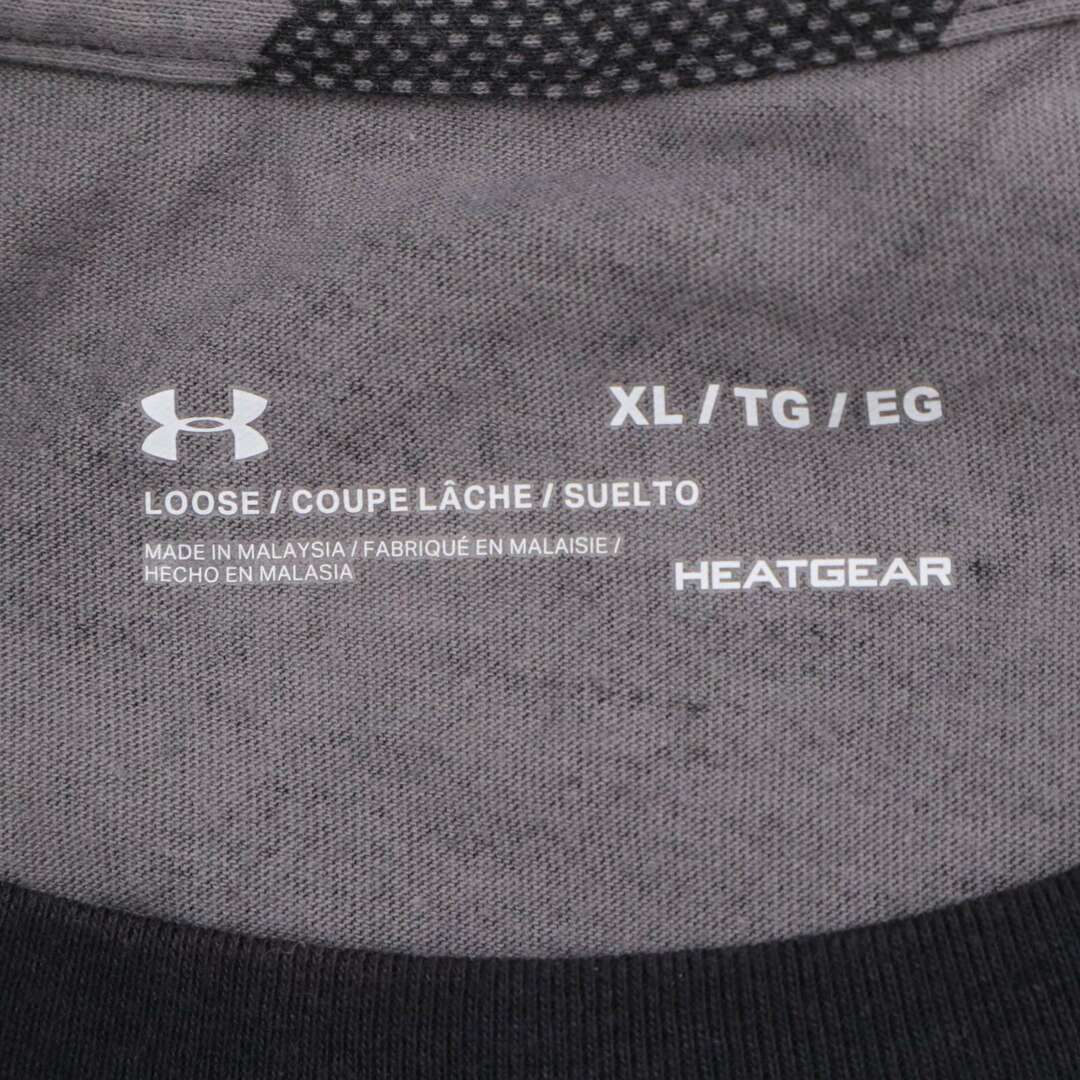 XL / TG / EG
LOOSE / COUPE LÂCHE / SUELTO
MADE IN MALAYSIA / FABRIQUÉ EN MALAISIE /
HECHO EN MALASIA
HEATGEAR